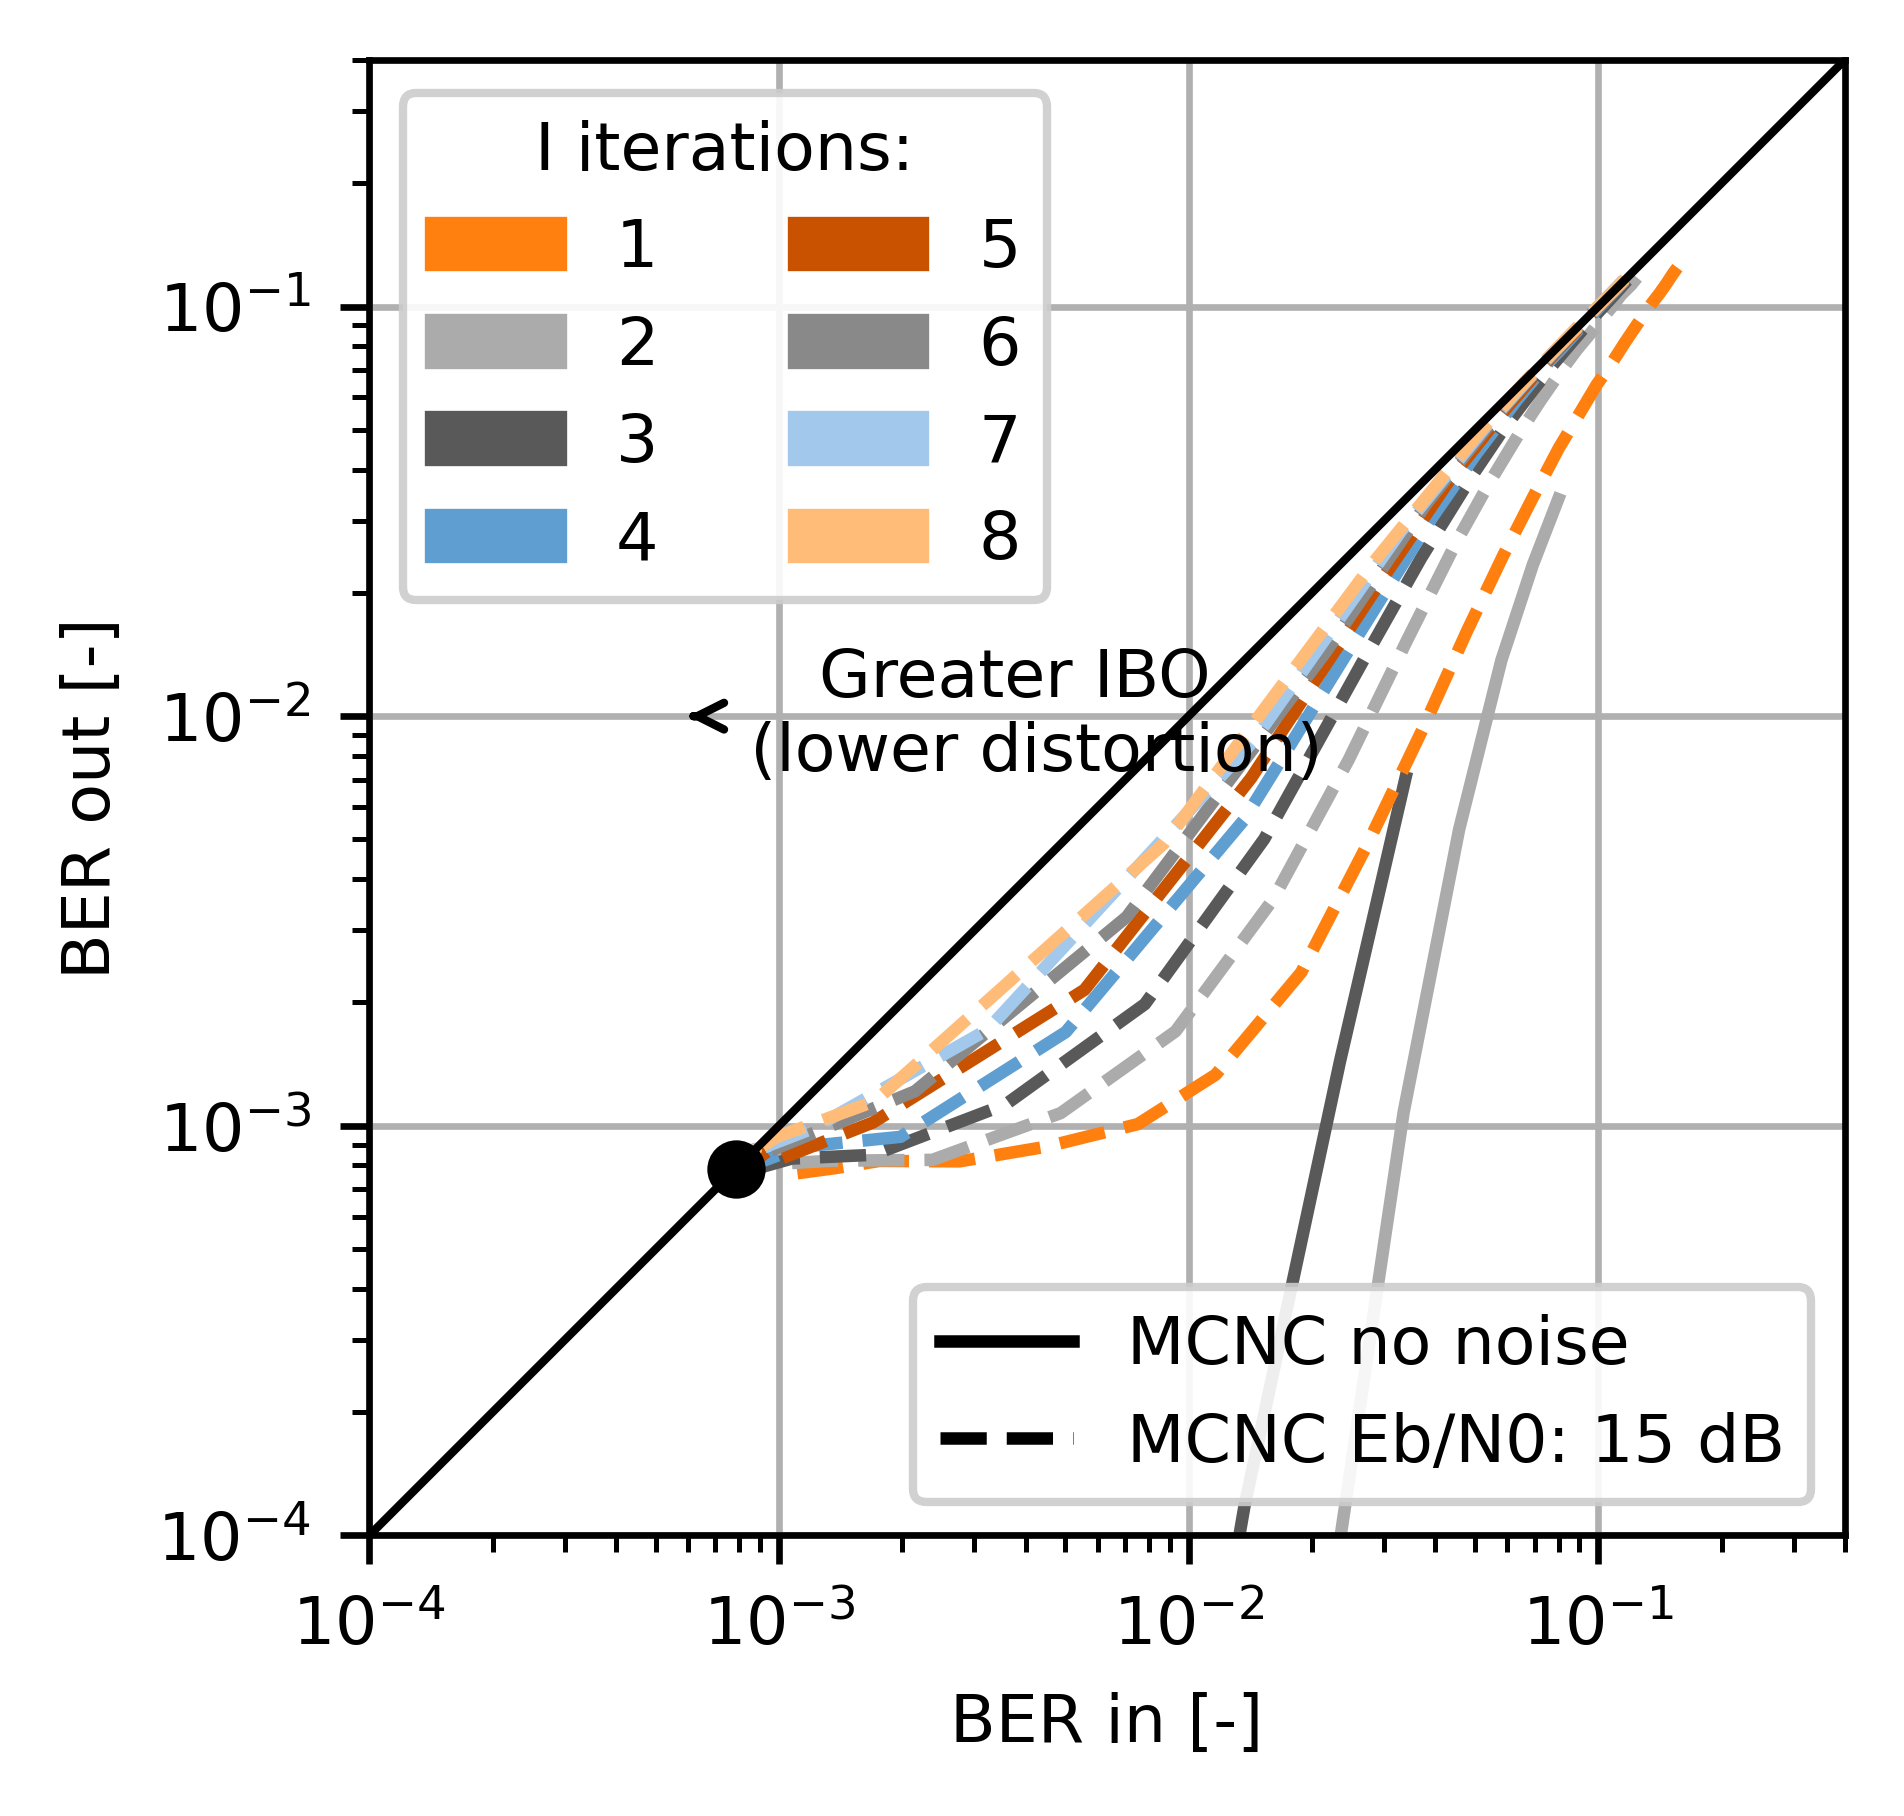 I iterations:
1 5
2 6
3 7
4 8
Greater IBO
(lower distortion)
MCNC no noise
MCNC Eb/N0: 15 dB
BER out [-]
10⁻¹
10⁻²
10⁻³
10⁻⁴
10⁻⁴ 10⁻³ 10⁻² 10⁻¹
BER in [-]